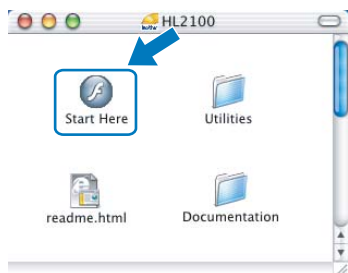 HL2100
Start Here
Utilities
readme.html
Documentation